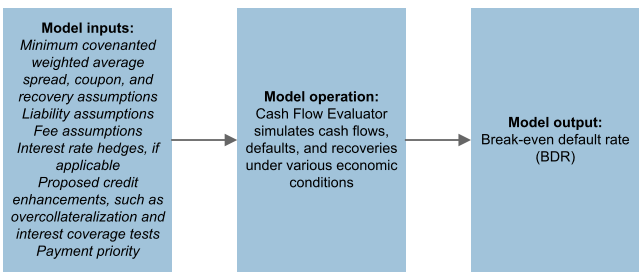 Model inputs:
Minimum covenanted
weighted average
spread, coupon, and
recovery assumptions
Liability assumptions
Fee assumptions
Interest rate hedges, if
applicable
Proposed credit
enhancements, such as
overcollateralization and
interest coverage tests
Payment priority
Model operation:
Cash Flow Evaluator
simulates cash flows,
defaults, and recoveries
under various economic
conditions
Model output:
Break-even default rate
(BDR)